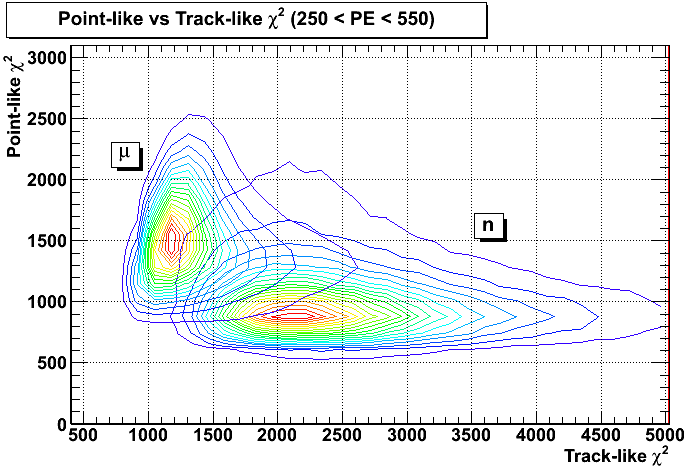 Point-like vs Track-like χ² (250 < PE < 550)
Point-like χ²
3000
2500
2000
1500
1000
500
0
μ
n
500 1000 1500 2000 2500 3000 3500 4000 4500 5000
Track-like χ²